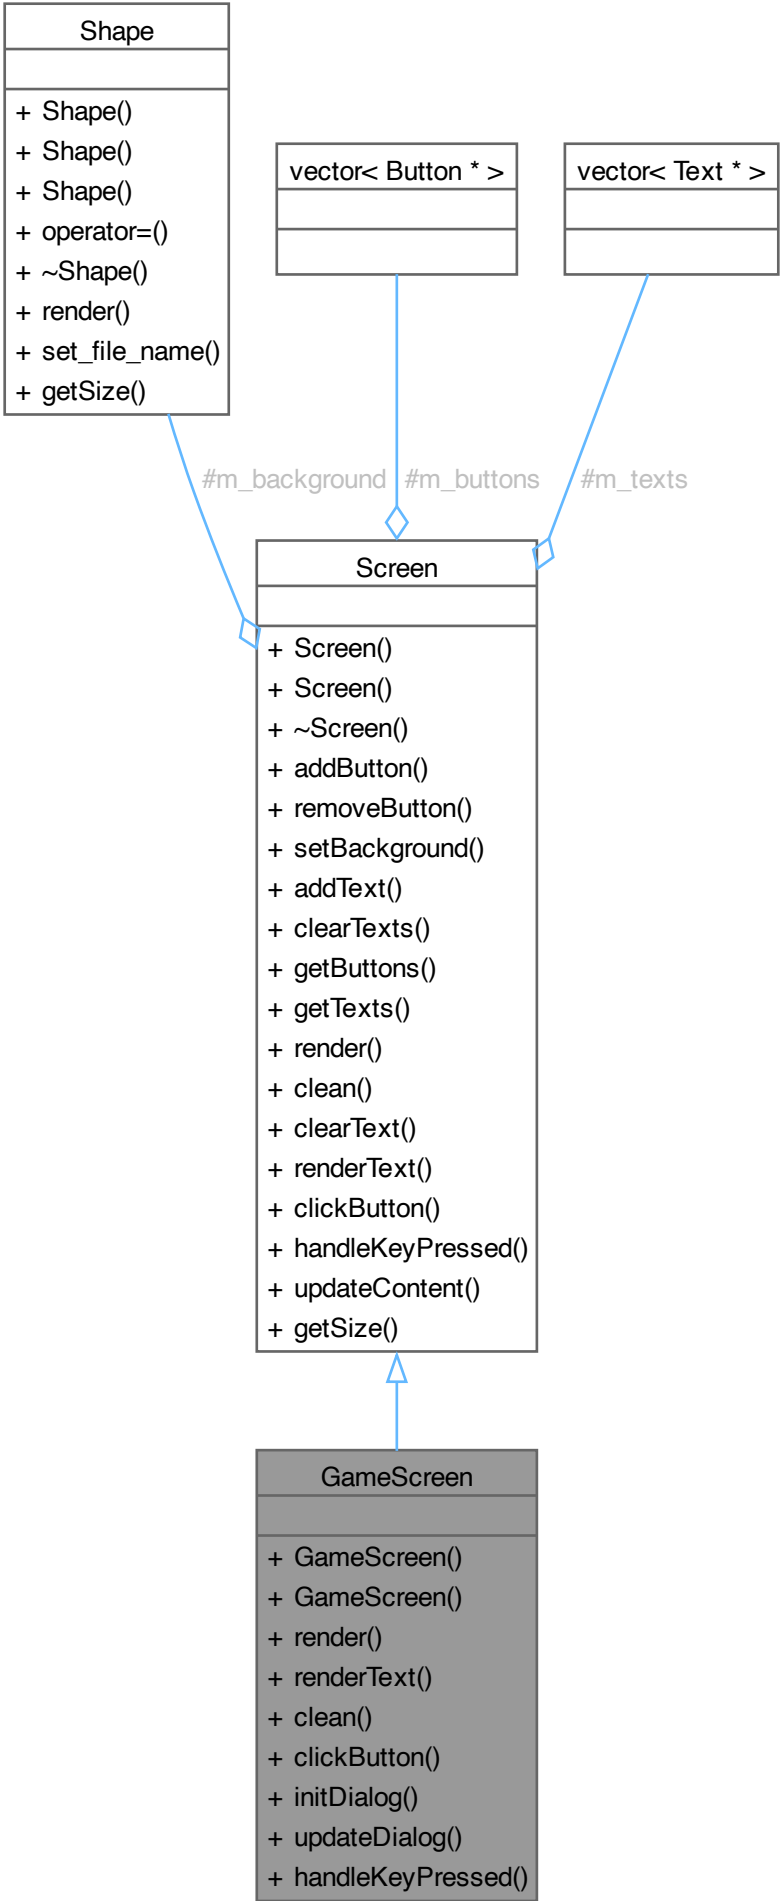 Shape
+ Shape()
+ Shape()
+ Shape()
+ operator=()
+ ~Shape()
+ render()
+ set_file_name()
+ getSize()
vector< Button * >
vector< Text * >
#m_background
#m_buttons
#m_texts
Screen
+ Screen()
+ Screen()
+ ~Screen()
+ addButton()
+ removeButton()
+ setBackground()
+ addText()
+ clearTexts()
+ getButtons()
+ getTexts()
+ render()
+ clean()
+ clearText()
+ renderText()
+ clickButton()
+ handleKeyPressed()
+ updateContent()
+ getSize()
GameScreen
+ GameScreen()
+ GameScreen()
+ render()
+ renderText()
+ clean()
+ clickButton()
+ initDialog()
+ updateDialog()
+ handleKeyPressed()